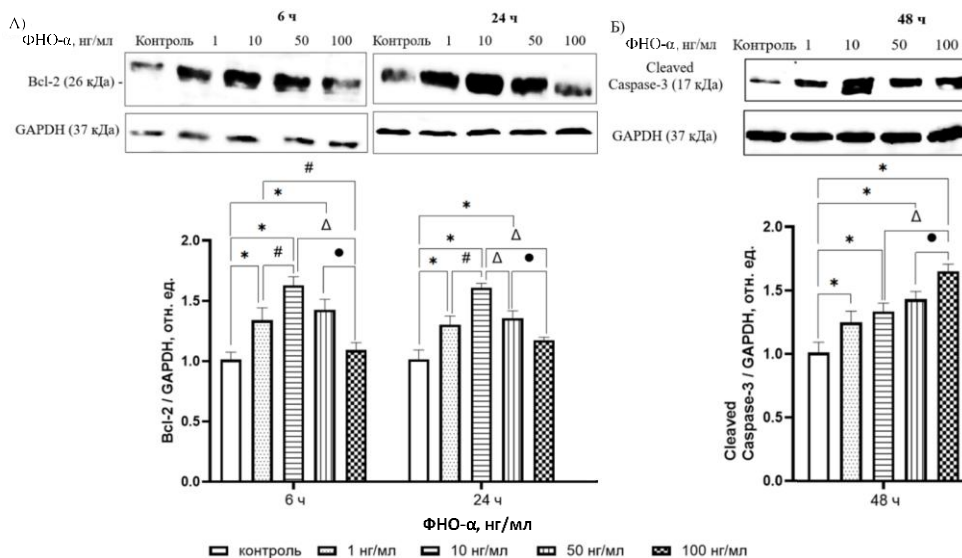 А)
6 ч
24 ч
ФНО-α, нг/мл
Контроль 1 10 50 100
Контроль 1 10 50 100
Bcl-2 (26 кДа) -
GAPDH (37 кДа)
Б)
48 ч
ФНО-α, нг/мл
Контроль 1 10 50 100
Cleaved
Caspase-3 (17 кДа)
GAPDH (37 кДа)
#
*
* Δ
* # ●
*
* Δ
* # Δ ●
Bcl-2 / GAPDH, отн. ед.
2.0
1.5
1.0
0.5
0.0
6 ч
24 ч
ФНО-α, нг/мл
*
*
* Δ
* ●
Cleaved
Caspase-3 / GAPDH, отн. ед.
2.0
1.5
1.0
0.5
0.0
48 ч
контроль 1 нг/мл 10 нг/мл 50 нг/мл 100 нг/мл